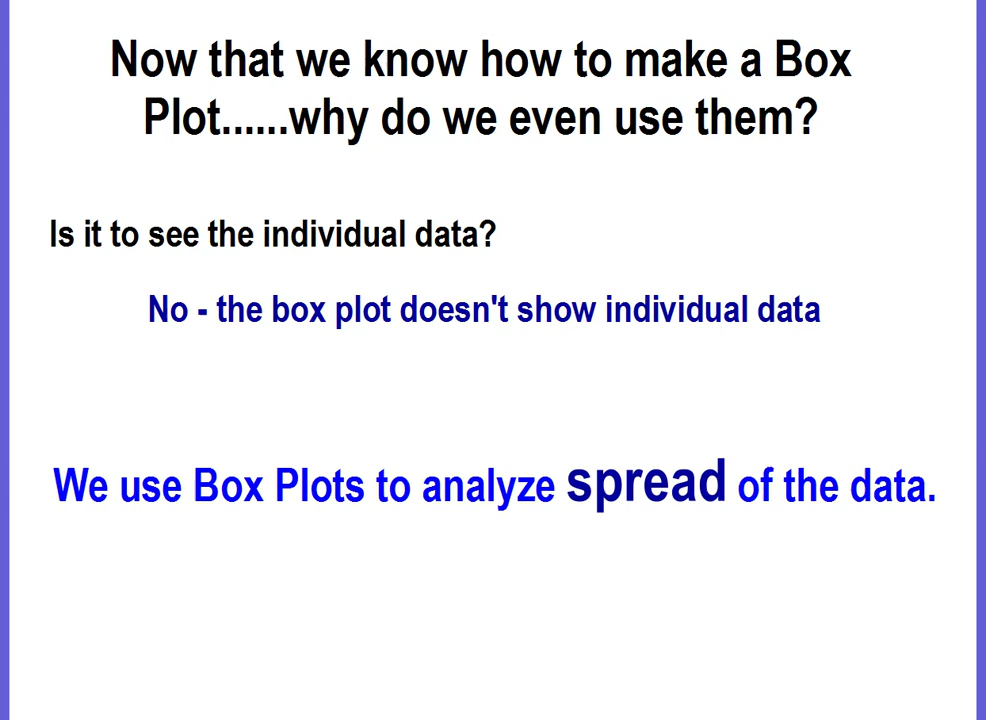 Now that we know how to make a Box
Plot......why do we even use them?
Is it to see the individual data?
No - the box plot doesn't show individual data
We use Box Plots to analyze spread of the data.